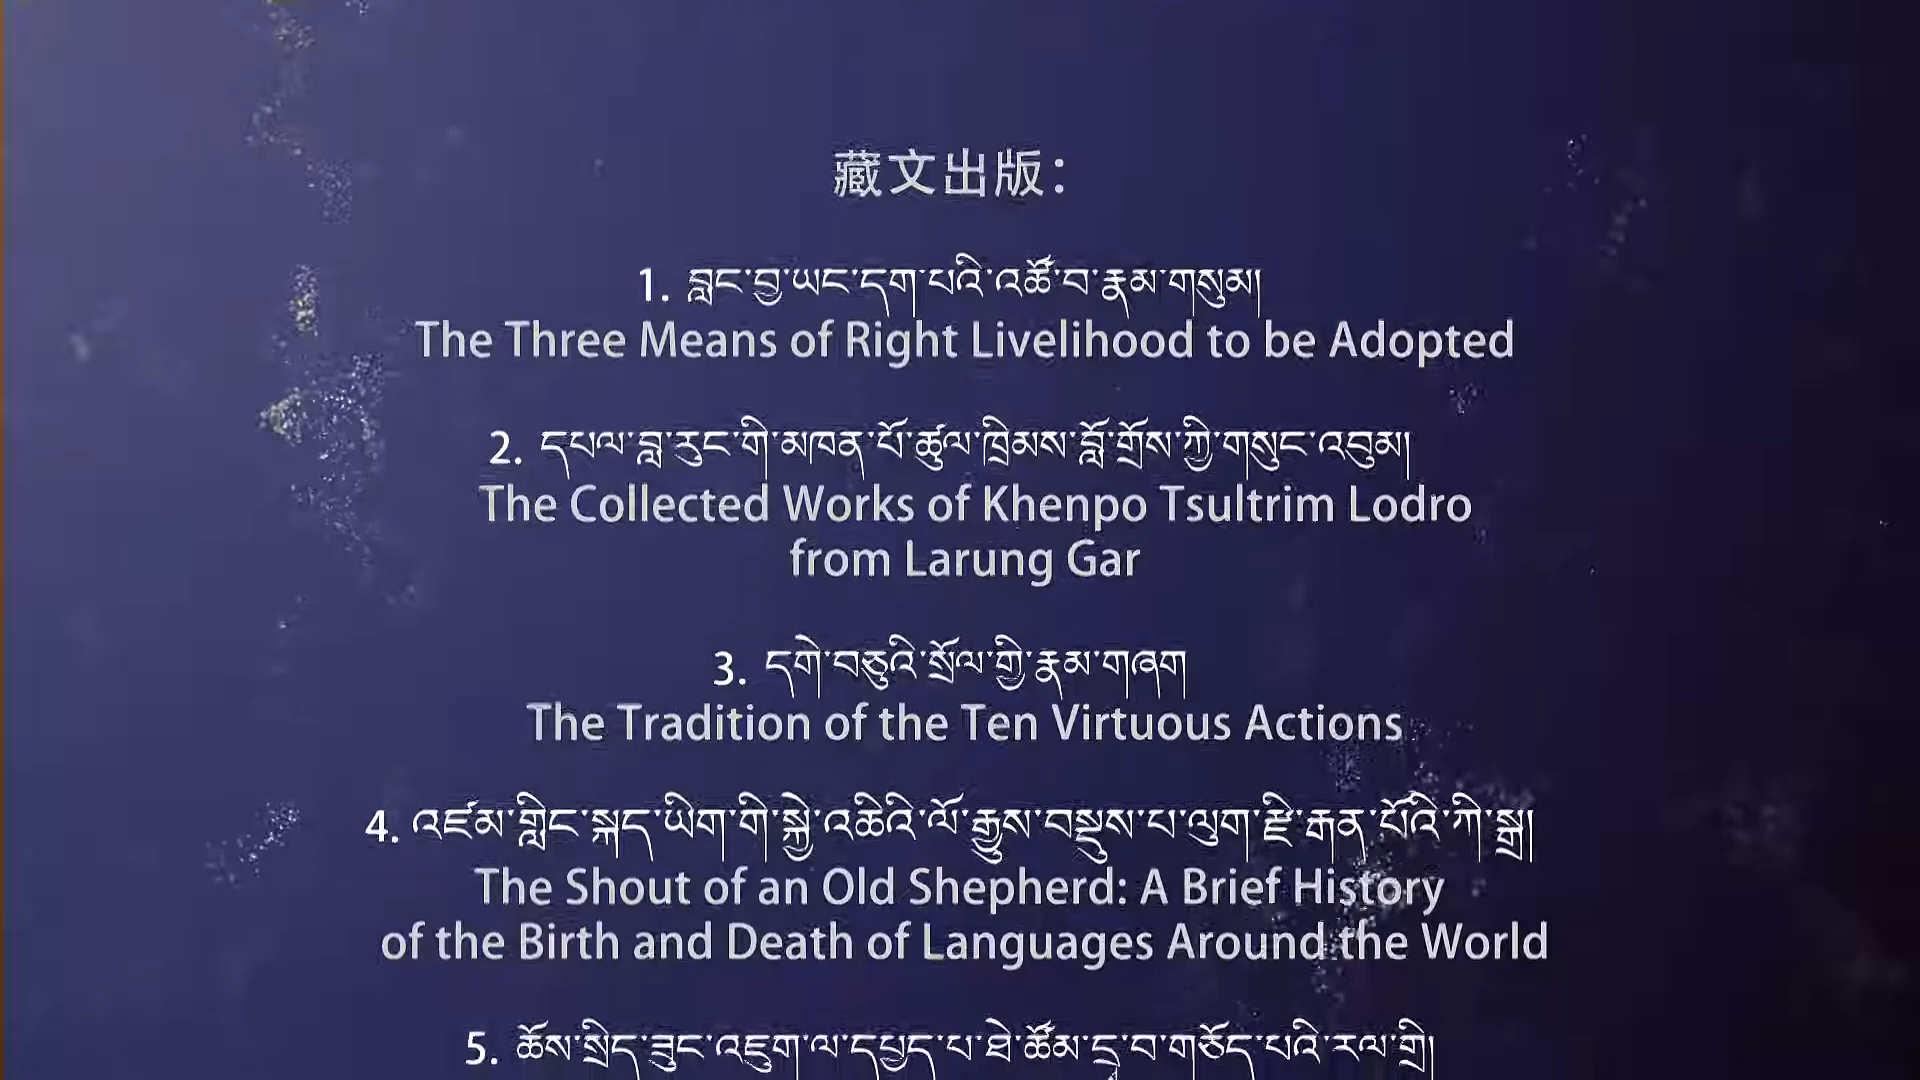 藏文出版：
1. བླང་བྱ་ཡང་དག་པའི་འཚོ་བ་རྣམ་གསུམ།
The Three Means of Right Livelihood to be Adopted
2. དཔལ་བླ་རུང་གི་མཁན་པོ་ཚུལ་ཁྲིམས་བློ་གྲོས་ཀྱི་གསུང་འབུམ།
The Collected Works of Khenpo Tsultrim Lodro
from Larung Gar
3. དགེ་བཅུའི་སྲོལ་གྱི་རྣམ་གཞག
The Tradition of the Ten Virtuous Actions
4. འཛམ་གླིང་སྐད་ཡིག་གི་སྐྱེ་འཆིའི་ལོ་རྒྱུས་བསྡུས་པ་ལུག་རྫི་རྒན་པོའི་ཀི་སྒྲ།
The Shout of an Old Shepherd: A Brief History
of the Birth and Death of Languages Around the World
5. ཆོས་སྲིད་ཟུང་འཇུག་ལ་དཔྱད་པ་ཐེ་ཚོམ་དྲ་བ་གཅོད་པའི་རལ་གྲི།